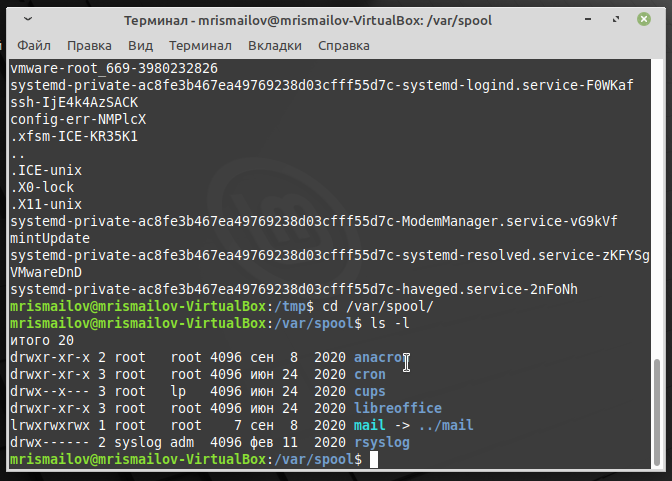 Терминал - mrismailov@mrismailov-VirtualBox: /var/spool
Файл Правка Вид Терминал Вкладки Справка
vmware-root_669-3980232826
systemd-private-ac8fe3b467ea49769238d03cfff55d7c-systemd-logind.service-F0WKaf
ssh-IjE4k4AzSACK
config-err-NMPlcX
.xfsm-ICE-KR35K1
..
.ICE-unix
.X0-lock
.X11-unix
systemd-private-ac8fe3b467ea49769238d03cfff55d7c-ModemManager.service-vG9kVf
mintUpdate
systemd-private-ac8fe3b467ea49769238d03cfff55d7c-systemd-resolved.service-zKFYSg
VMwareDnD
systemd-private-ac8fe3b467ea49769238d03cfff55d7c-haveged.service-2nFoNh
mrismailov@mrismailov-VirtualBox:/tmp$ cd /var/spool/
mrismailov@mrismailov-VirtualBox:/var/spool$ ls -l
итого 20
drwxr-xr-x 2 root   root 4096 сен  8  2020 anacron
drwxr-xr-x 3 root   root 4096 июн 24  2020 cron
drwx--x--- 3 root   lp   4096 июн 24  2020 cups
drwxr-xr-x 3 root   root 4096 июн 24  2020 libreoffice
lrwxrwxrwx 1 root   root    7 сен  8  2020 mail -> ../mail
drwx------ 2 syslog adm  4096 фев 11  2020 rsyslog
mrismailov@mrismailov-VirtualBox:/var/spool$